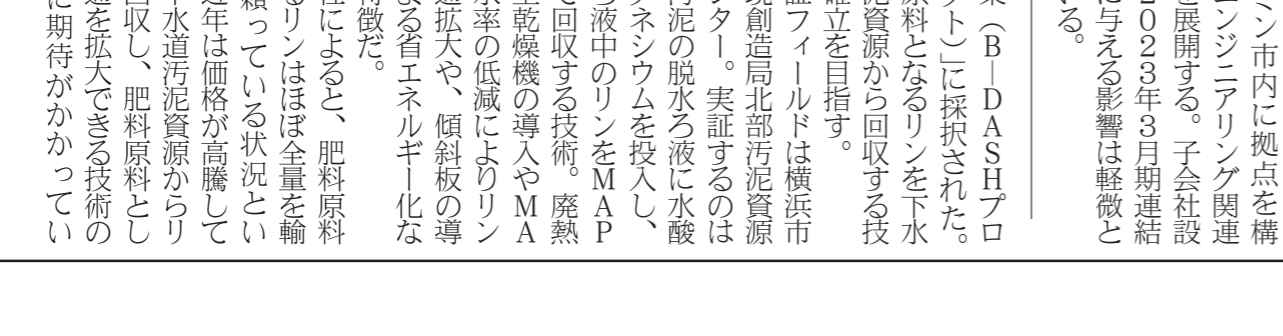 ミン市内に拠点を構
ンジニアリング関連
を展開する。子会社設
2023年3月期連結
に与える影響は軽微と
いる。
業（B―DASHプロ
クト）」に採択された。
原料となるリンを下水
泥資源から回収する技
確立を目指す。
証フィールドは横浜市
境創造局北部汚泥資源
ンター。実証するのは
汚泥の脱水ろ液に水酸
グネシウムを投入し、
ろ液中のリンをMAP
で回収する技術。廃熱
型乾燥機の導入やMA
水率の低減によりリン
通拡大や、傾斜板の導
よる省エネルギー化な
特徴だ。
社によると、肥料原料
るリンはほぼ全量を輸
頼っている状況とい
近年は価格が高騰して
下水道汚泥資源からリ
回収し、肥料原料とし
通を拡大できる技術の
に期待がかかってい